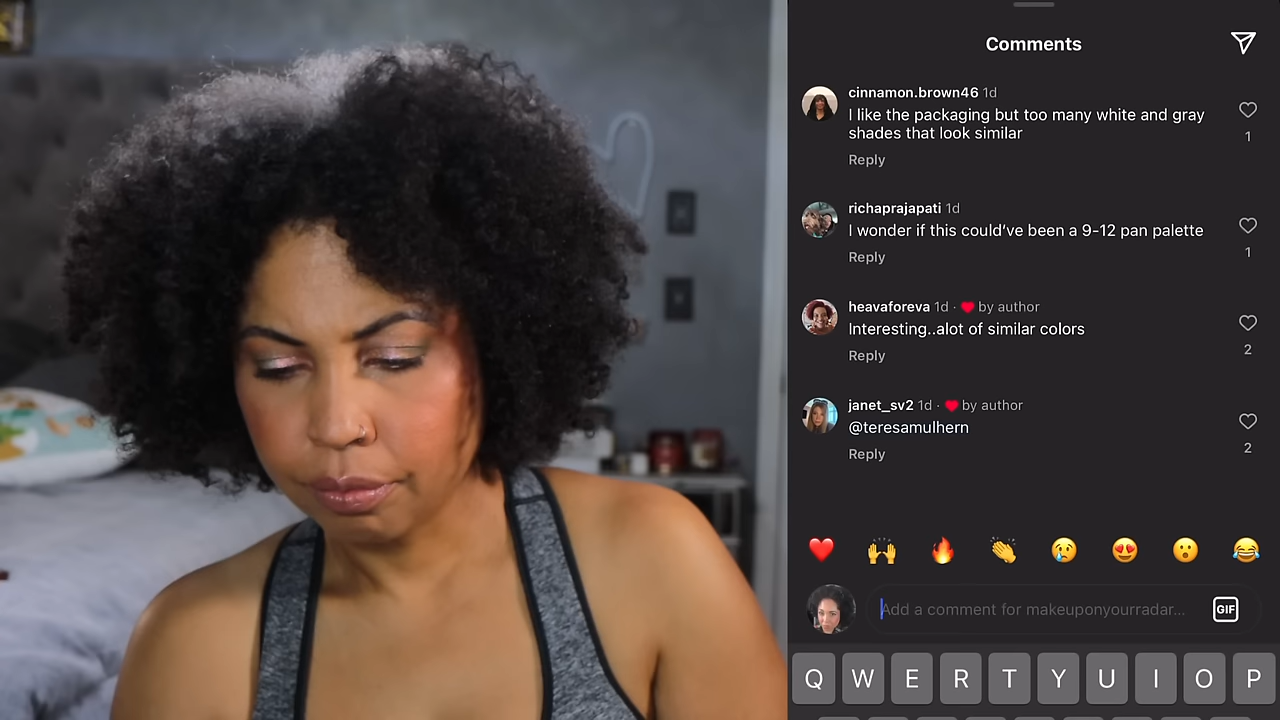 Comments
cinnamon.brown46 1d
I like the packaging but too many white and gray
shades that look similar
1
Reply
richaprajapati 1d
I wonder if this could've been a 9-12 pan palette
1
Reply
heavaforeva 1d · by author
Interesting..alot of similar colors
2
Reply
janet_sv2 1d · by author
@teresamulhern
2
Reply
Add a comment for makeuponyourradar...
GIF
Q W E R T Y U I O P